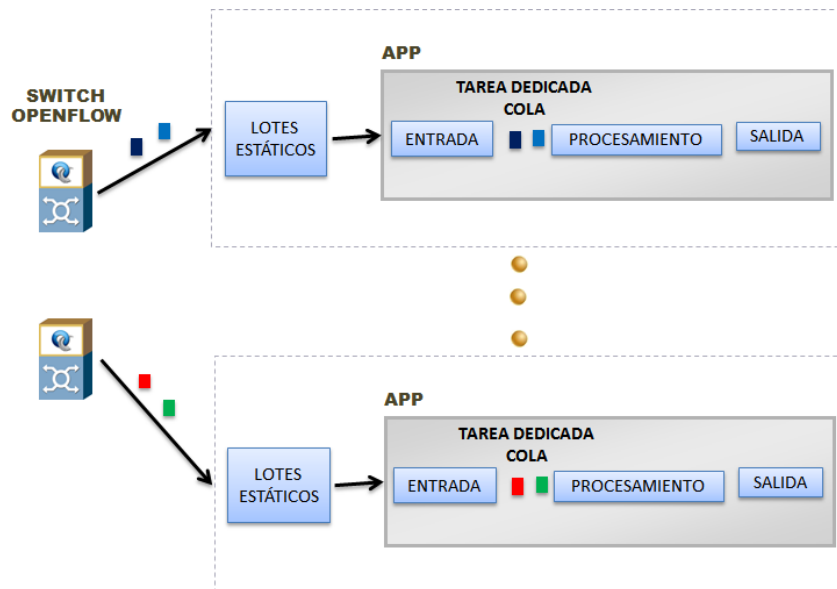 APP
SWITCH
OPENFLOW
TAREA DEDICADA
COLA
LOTES
ESTÁTICOS
ENTRADA
PROCESAMIENTO
SALIDA
APP
TAREA DEDICADA
COLA
LOTES
ESTÁTICOS
ENTRADA
PROCESAMIENTO
SALIDA